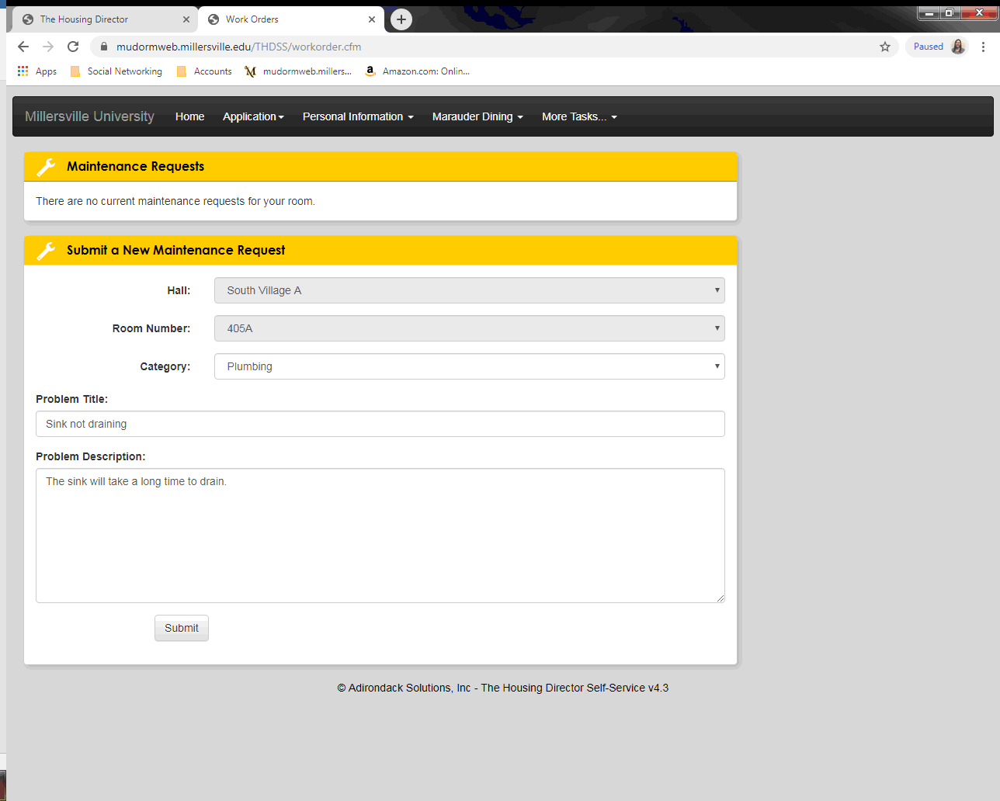 The Housing Director
Work Orders
mudormweb.millersville.edu/THDSS/workorder.cfm
Paused
Apps
Social Networking
Accounts
mudormweb.millers...
Amazon.com: Onlin...
Millersville University
Home
Application
Personal Information
Marauder Dining
More Tasks...
Maintenance Requests
There are no current maintenance requests for your room.
Submit a New Maintenance Request
Hall: South Village A
Room Number: 405A
Category: Plumbing
Problem Title:
Sink not draining
Problem Description:
The sink will take a long time to drain.
Submit
© Adirondack Solutions, Inc - The Housing Director Self-Service v4.3